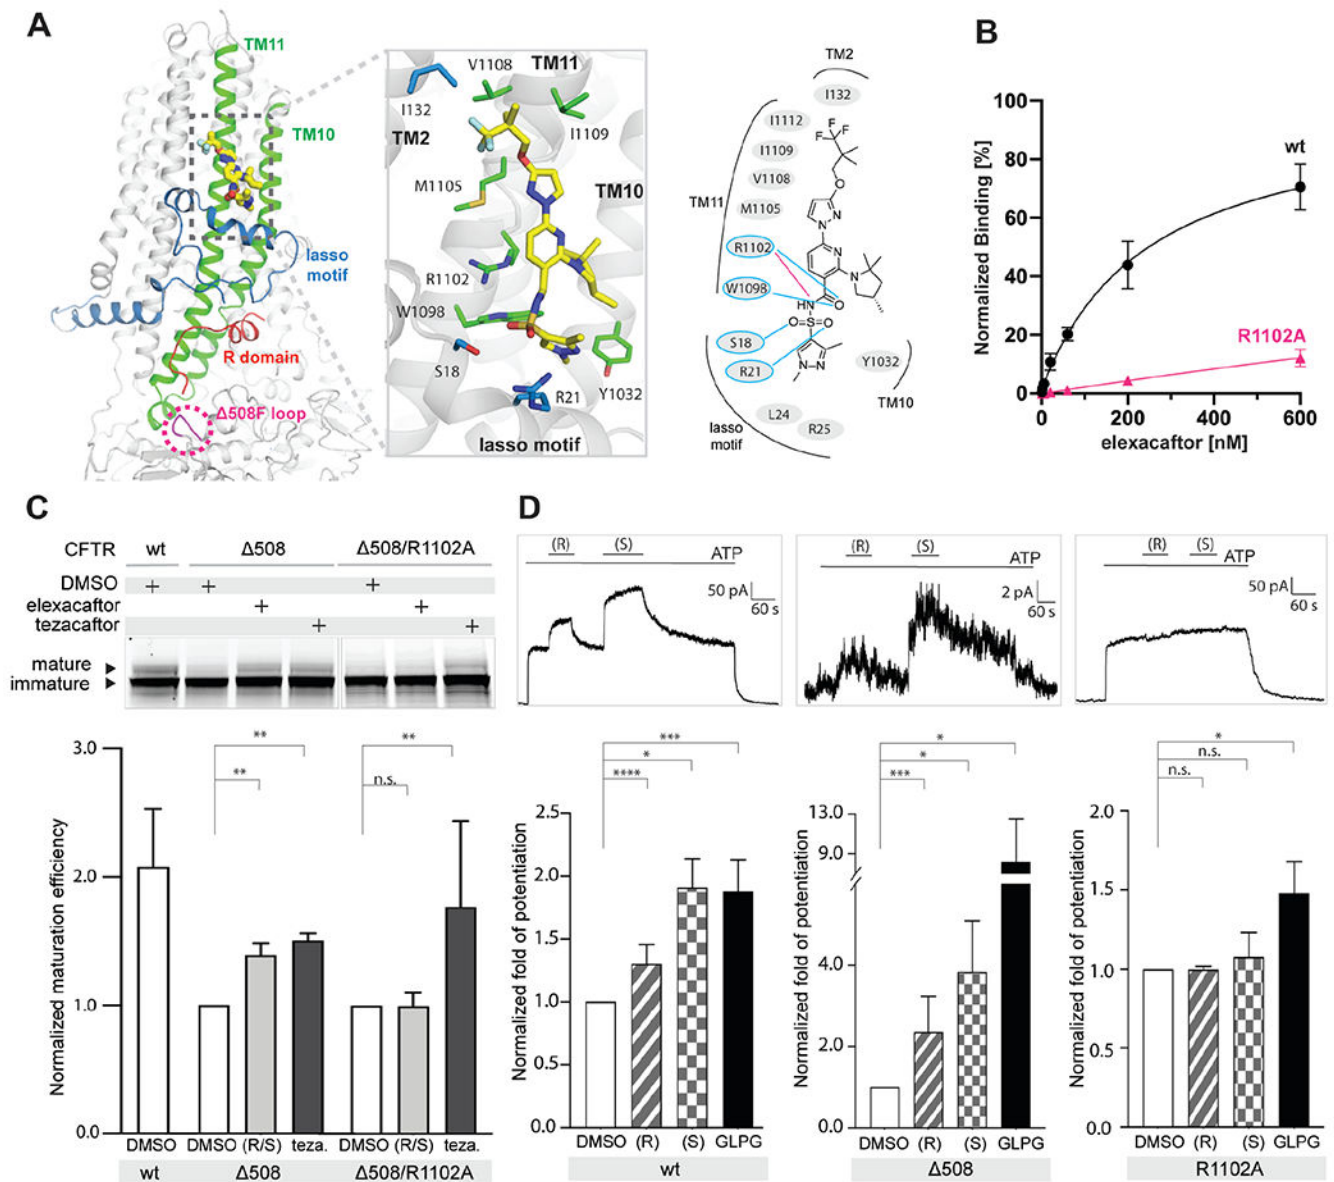 A
TM11
TM10
lasso
motif
R domain
Δ508F loop
V1108
TM11
I132
I1109
TM2
M1105
TM10
R1102
W1098
S18
R21
Y1032
lasso motif
TM2
I132
I1112
I1109
V1108
TM11
M1105
R1102
W1098
S18
R21
Y1032
TM10
L24
R25
lasso
motif
F
F
F
O
N
N
N
N
HN
O
O
S
O
N
N
B
Normalized Binding [%]
100
80
60
40
20
0
wt
R1102A
0
200
400
600
elexacaftor [nM]
C
CFTR wt Δ508 Δ508/R1102A
DMSO + + +
elexacaftor + +
tezacaftor + +
mature
immature
Normalized maturation efficiency
3.0
2.0
1.0
0.0
**
**
**
n.s.
DMSO DMSO (R/S) teza. DMSO (R/S) teza.
wt Δ508 Δ508/R1102A
D
(R) (S)
ATP
50 pA
60 s
(R) (S)
ATP
2 pA
60 s
(R) (S)
ATP
50 pA
60 s
Normalized fold of potentiation
2.5
2.0
1.5
1.0
0.5
0.0
***
*
****
DMSO (R) (S) GLPG
wt
Normalized fold of potentiation
13.0
9.0
4.0
2.0
0.0
*
*
***
DMSO (R) (S) GLPG
Δ508
Normalized fold of potentiation
2.0
1.5
1.0
0.5
0.0
*
n.s.
n.s.
DMSO (R) (S) GLPG
R1102A